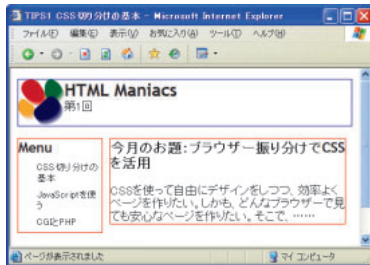 TIPS1 CSS切り分けの基本 - Microsoft Internet Explorer
ファイル(F) 編集(E) 表示(V) お気に入り(A) ツール(T) ヘルプ(H)
HTML Maniacs
第1回
Menu
CSS切り分けの
基本
JavaScriptを使
う
CGIとPHP
今月のお題:ブラウザー振り分けでCSS
を活用
CSSを使って自由にデザインをしつつ、効率よく
ページを作りたい。しかも、どんなブラウザーで見
ても安心なページを作りたい。そこで、……
ページが表示されました
マイ コンピュータ